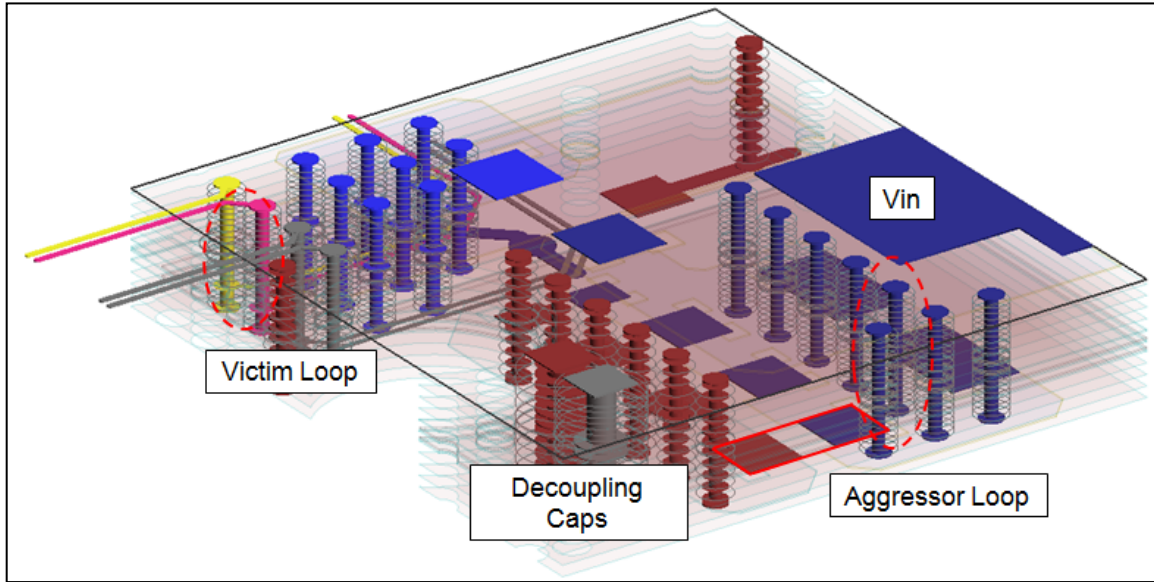 Vin
Victim Loop
Decoupling
Caps
Aggressor Loop